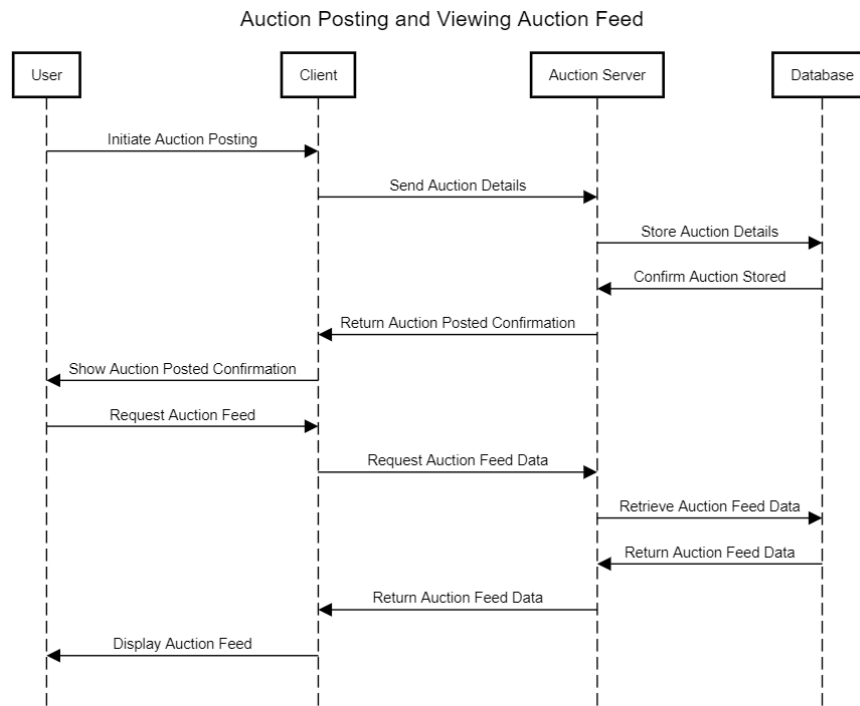 Auction Posting and Viewing Auction Feed
User
Client
Auction Server
Database
Initiate Auction Posting
Send Auction Details
Store Auction Details
Confirm Auction Stored
Return Auction Posted Confirmation
Show Auction Posted Confirmation
Request Auction Feed
Request Auction Feed Data
Retrieve Auction Feed Data
Return Auction Feed Data
Return Auction Feed Data
Display Auction Feed